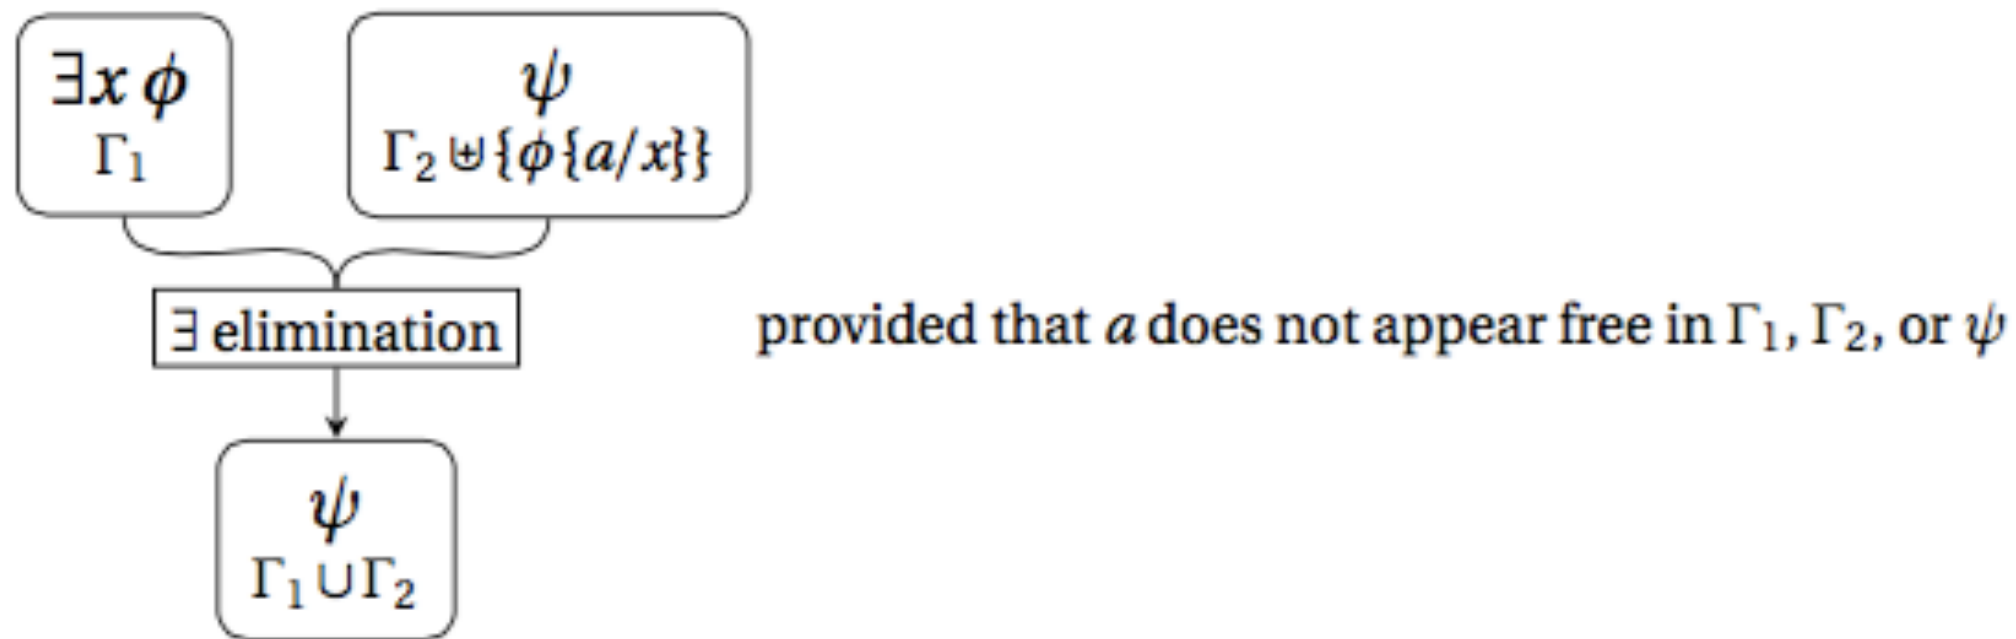 ∃x ϕ
Γ₁
ψ
Γ₂ ⊎ {ϕ{a/x}}
∃ elimination
provided that a does not appear free in Γ₁, Γ₂, or ψ
ψ
Γ₁ ∪ Γ₂